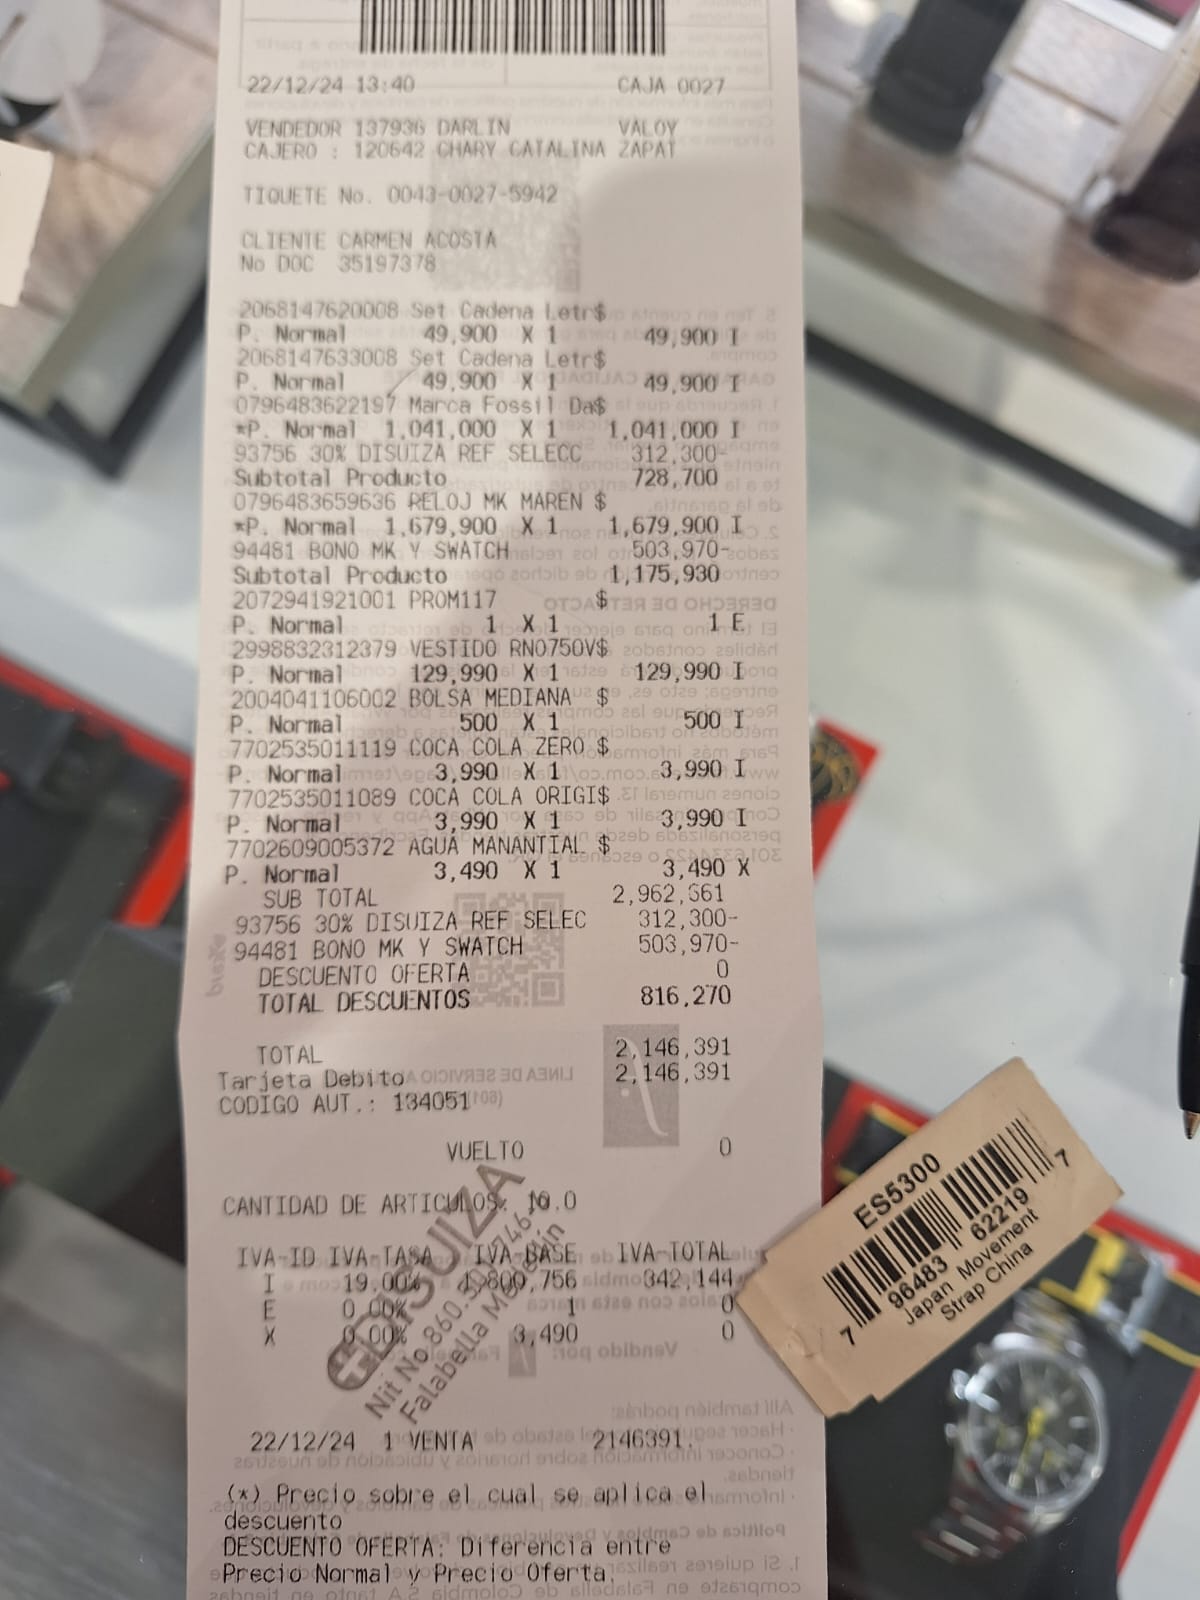 22/12/24 13:40 CAJA 0027
VENDEDOR 137936 DARLIN VALOY
CAJERO : 120642 CHARY CATALINA ZAPAT
TIQUETE No. 0043-0027-5942
CLIENTE CARMEN ACOSTA
No DOC 35197378
2068147620008 Set Cadena Letr$
P. Normal 49,900 X 1 49,900 I
2068147633008 Set Cadena Letr$
P. Normal 49,900 X 1 49,900 I
0796483622197 Marca Fossil Da$
*P. Normal 1,041,000 X 1 1,041,000 I
93756 30% DISUIZA REF SELECC 312,300-
Subtotal Producto 728,700
0796483659636 RELOJ MK MAREN $
*P. Normal 1,679,900 X 1 1,679,900 I
94481 BONO MK Y SWATCH 503,970-
Subtotal Producto 1,175,930
2072941921001 PROM117 $
P. Normal 1 X 1 1 E
2998832312379 VESTIDO RN0750V$
P. Normal 129,990 X 1 129,990 I
2004041106002 BOLSA MEDIANA $
P. Normal 500 X 1 500 I
7702535011119 COCA COLA ZERO $
P. Normal 3,990 X 1 3,990 I
7702535011089 COCA COLA ORIGI$
P. Normal 3,990 X 1 3,990 I
7702609005372 AGUA MANANTIAL $
P. Normal 3,490 X 1 3,490 X
SUB TOTAL 2,962,661
93756 30% DISUIZA REF SELEC 312,300-
94481 BONO MK Y SWATCH 503,970-
DESCUENTO OFERTA 0
TOTAL DESCUENTOS 816,270
TOTAL 2,146,391
Tarjeta Debito 2,146,391
CODIGO AUT.: 134051
VUELTO 0
CANTIDAD DE ARTICULOS: 10.0
IVA-ID IVA-TASA IVA-BASE IVA-TOTAL
I 19.00% 1,800,756 342,144
E 0.00% 1 0
X 0.00% 3,490 0
DISUIZA
Nit No 860.
Falabella Medellin
22/12/24 1 VENTA 2146391.
(*) Precio sobre el cual se aplica el
descuento
DESCUENTO OFERTA: Diferencia entre
Precio Normal y Precio Oferta.
ES5300
7 96483 62219 7
Japan Movement
Strap China